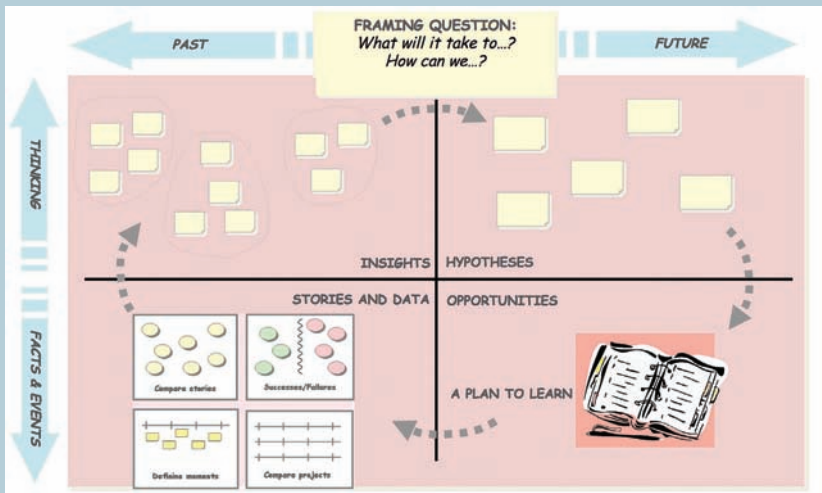 FRAMING QUESTION:
What will it take to...?
How can we...?
PAST
FUTURE
THINKING
FACTS & EVENTS
INSIGHTS
HYPOTHESES
STORIES AND DATA
OPPORTUNITIES
Compare stories
Successes/Failures
Defining moments
Compare projects
A PLAN TO LEARN